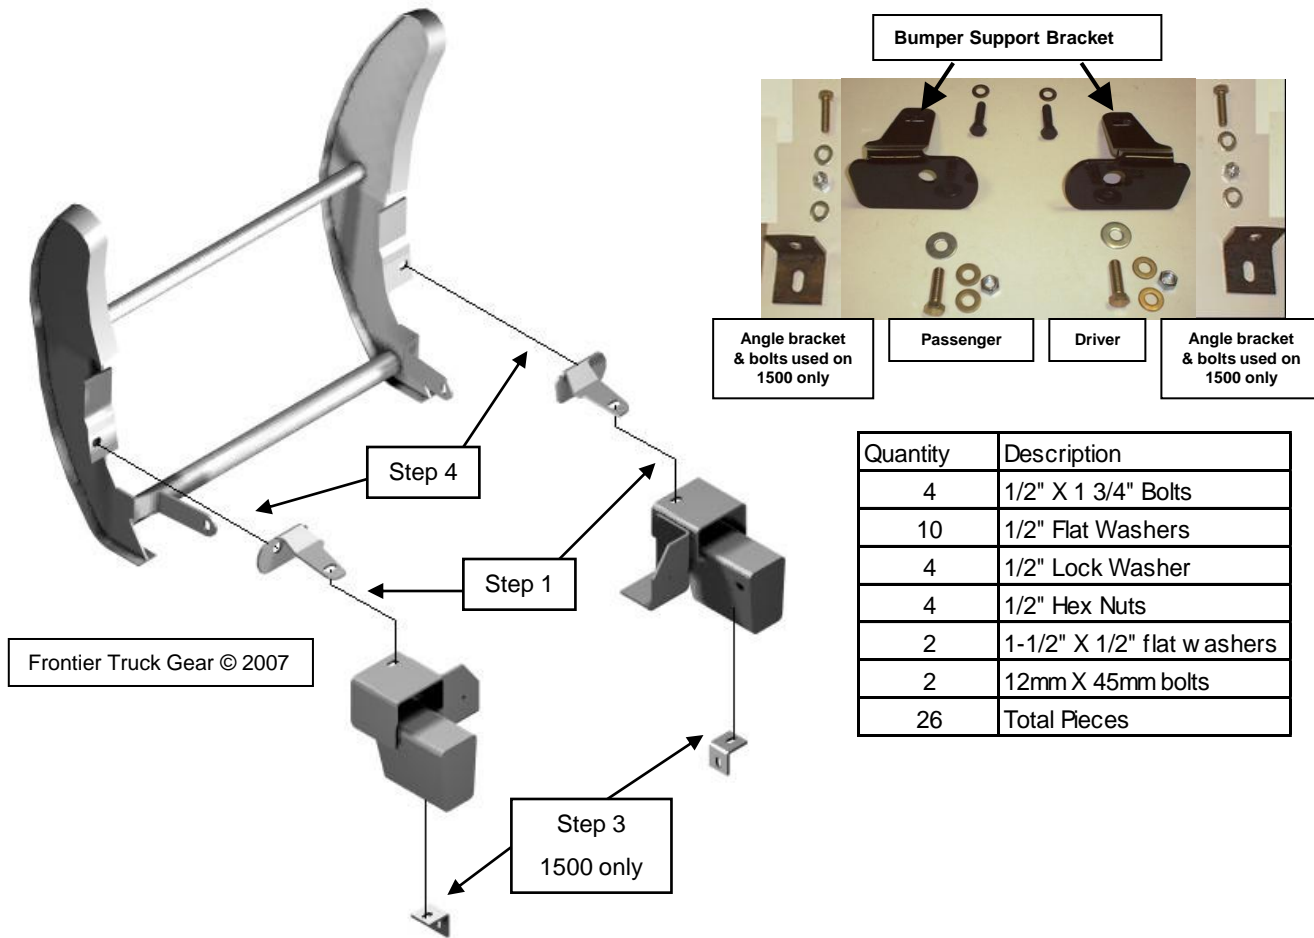 Bumper Support Bracket
Angle bracket
& bolts used on
1500 only
Passenger
Driver
Angle bracket
& bolts used on
1500 only
Step 4
Step 1
Frontier Truck Gear © 2007
Step 3
1500 only
Quantity Description
4 1/2" X 1 3/4" Bolts
10 1/2" Flat Washers
4 1/2" Lock Washer
4 1/2" Hex Nuts
2 1-1/2" X 1/2" flat washers
2 12mm X 45mm bolts
26 Total Pieces